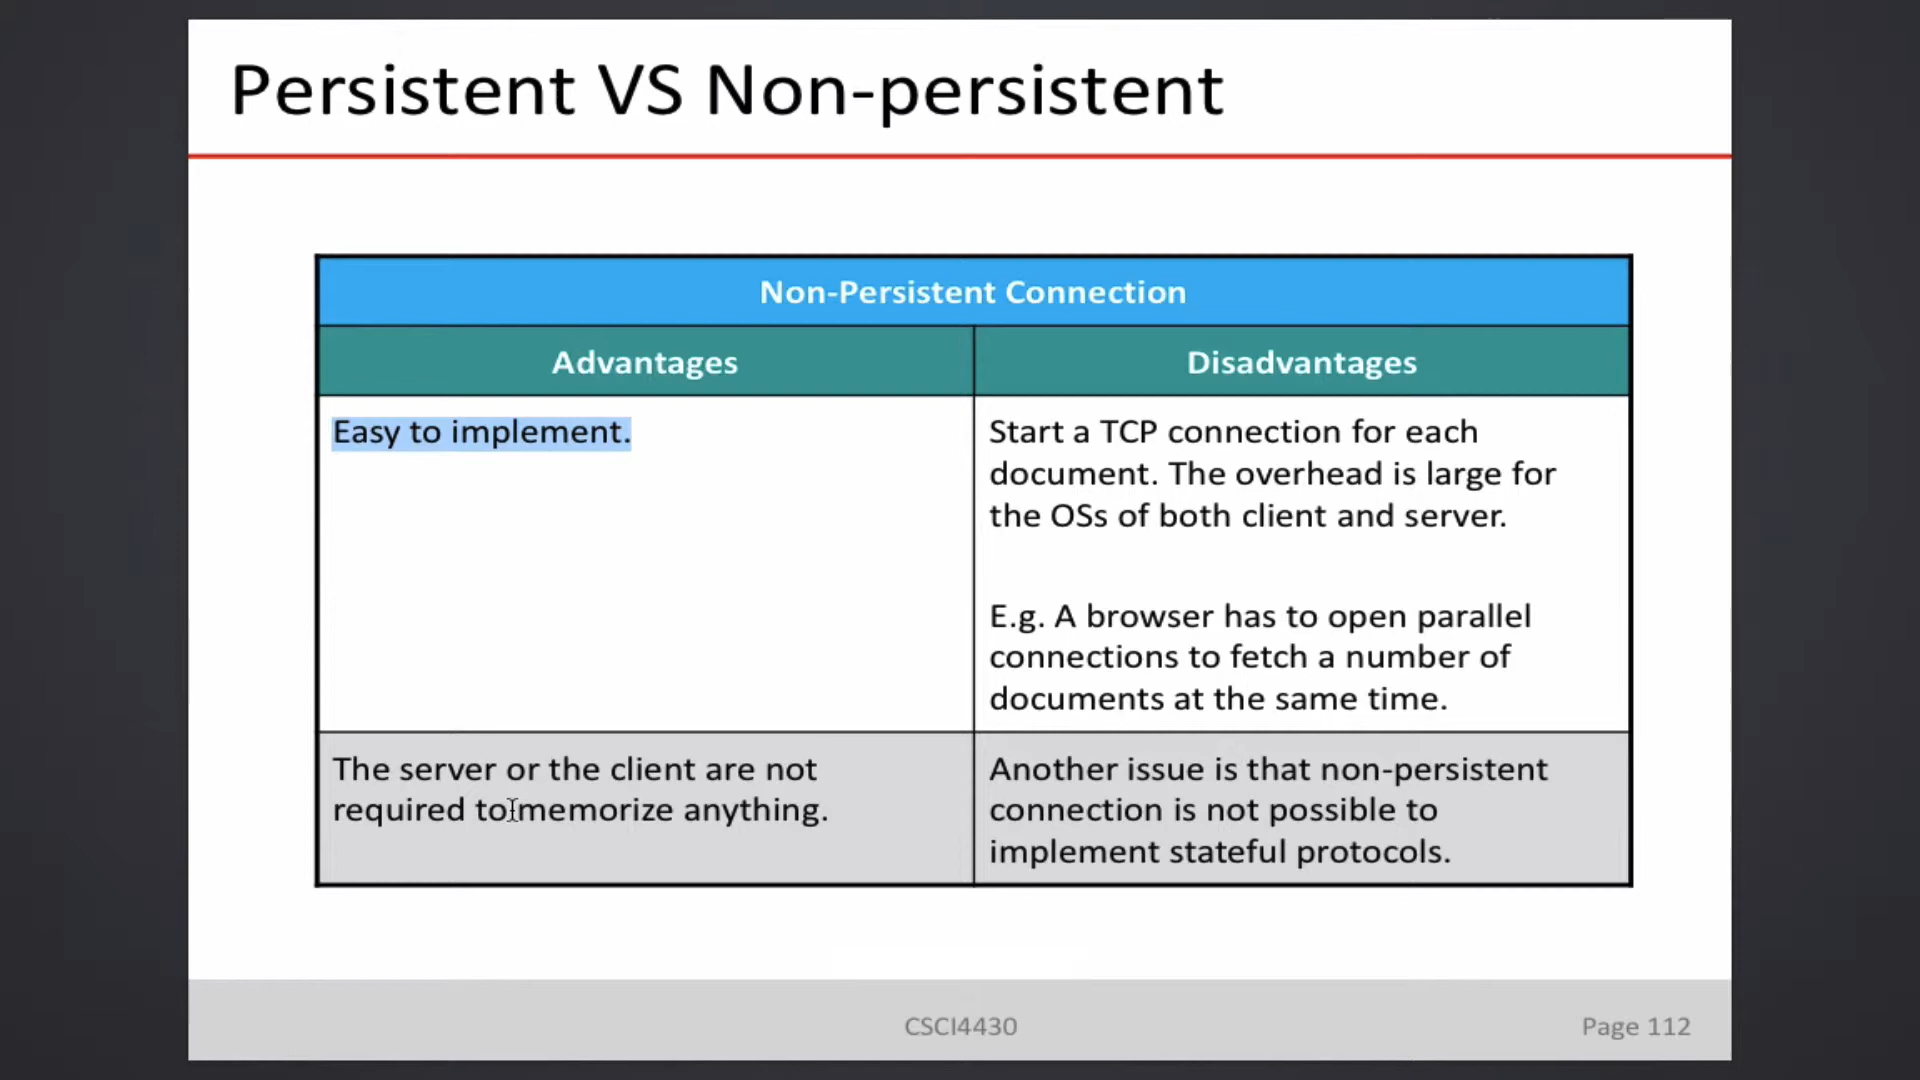 Persistent VS Non-persistent
Non-Persistent Connection
Advantages
Disadvantages
Easy to implement.
Start a TCP connection for each
document. The overhead is large for
the OSs of both client and server.
E.g. A browser has to open parallel
connections to fetch a number of
documents at the same time.
The server or the client are not
required to memorize anything.
Another issue is that non-persistent
connection is not possible to
implement stateful protocols.
CSCI4430
Page 112